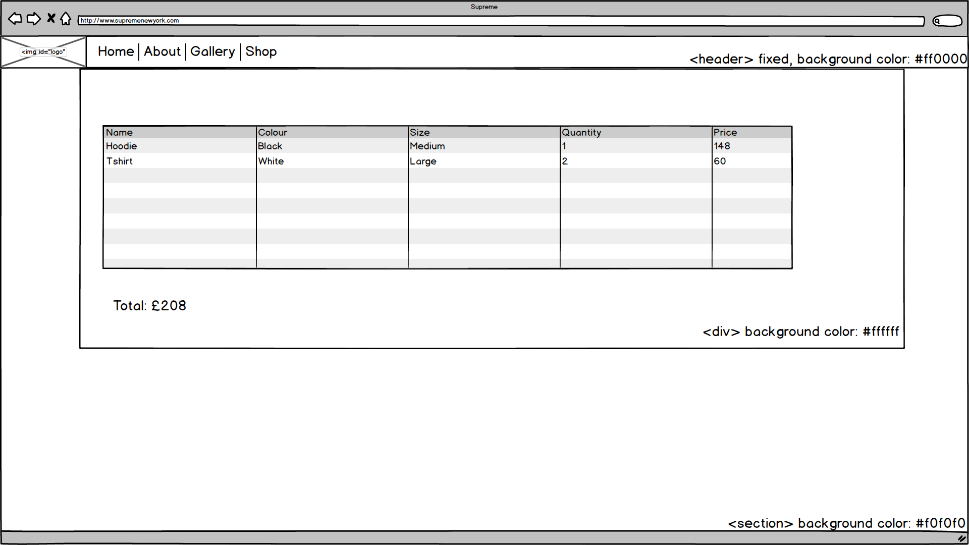 Supreme
http://www.supremenewyork.com
<img id="logo"
Home About Gallery Shop
<header> fixed, background color: #ff0000
Name Colour Size Quantity Price
Hoodie Black Medium 1 148
Tshirt White Large 2 60
Total: £208
<div> background color: #ffffff
<section> background color: #f0f0f0